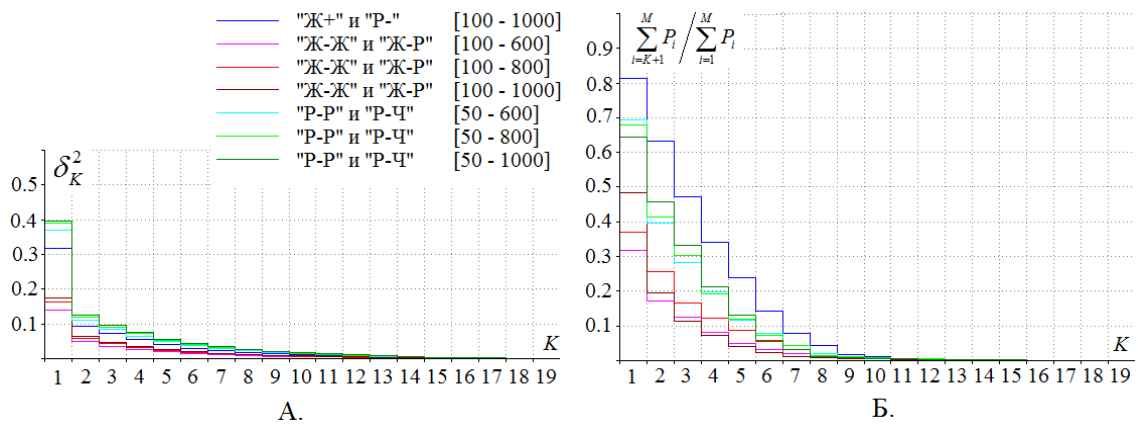 "Ж+" и "Р-" [100 - 1000]
"Ж-Ж" и "Ж-Р" [100 - 600]
"Ж-Ж" и "Ж-Р" [100 - 800]
"Ж-Ж" и "Ж-Р" [100 - 1000]
"Р-Р" и "Р-Ч" [50 - 600]
"Р-Р" и "Р-Ч" [50 - 800]
"Р-Р" и "Р-Ч" [50 - 1000]
δ_K^2
0.5
0.4
0.3
0.2
0.1
K
1 2 3 4 5 6 7 8 9 10 11 12 13 14 15 16 17 18 19
А.
∑_{i=K+1}^{M} P_i / ∑_{i=1}^{M} P_i
0.9
0.8
0.7
0.6
0.5
0.4
0.3
0.2
0.1
K
1 2 3 4 5 6 7 8 9 10 11 12 13 14 15 16 17 18 19
Б.